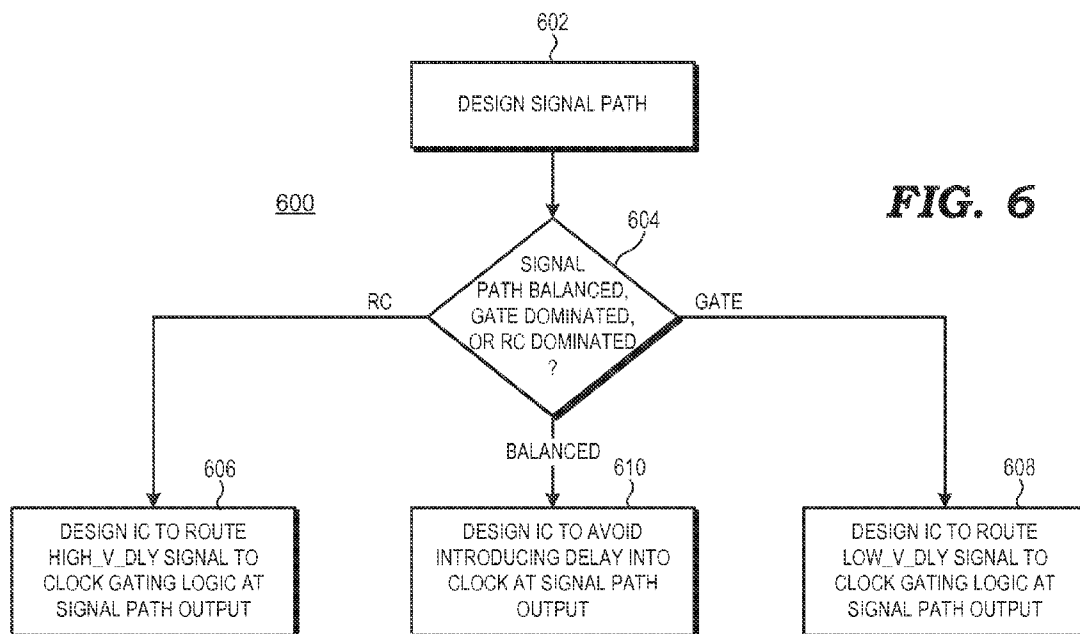 602
DESIGN SIGNAL PATH
600
FIG. 6
604
SIGNAL
PATH BALANCED,
GATE DOMINATED,
OR RC DOMINATED
?
RC
GATE
BALANCED
606
DESIGN IC TO ROUTE
HIGH_V_DLY SIGNAL TO
CLOCK GATING LOGIC AT
SIGNAL PATH OUTPUT
610
DESIGN IC TO AVOID
INTRODUCING DELAY INTO
CLOCK AT SIGNAL PATH
OUTPUT
608
DESIGN IC TO ROUTE
LOW_V_DLY SIGNAL TO
CLOCK GATING LOGIC AT
SIGNAL PATH OUTPUT